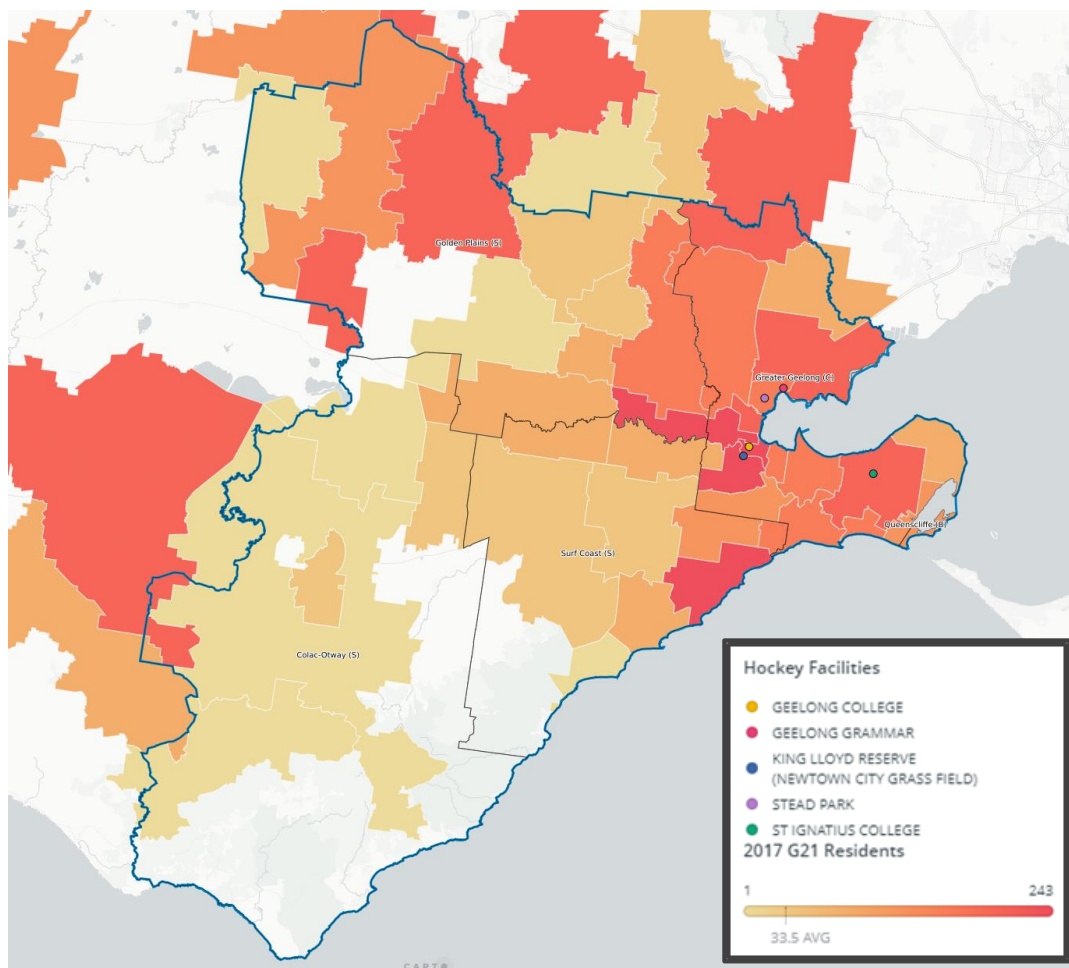 Golden Plains (S)
Greater Geelong (C)
Queenscliffe (B)
Surf Coast (S)
Colac-Otway (S)
Hockey Facilities
GEELONG COLLEGE
GEELONG GRAMMAR
KING LLOYD RESERVE
(NEWTOWN CITY GRASS FIELD)
STEAD PARK
ST IGNATIUS COLLEGE
2017 G21 Residents
1 243
33.5 AVG